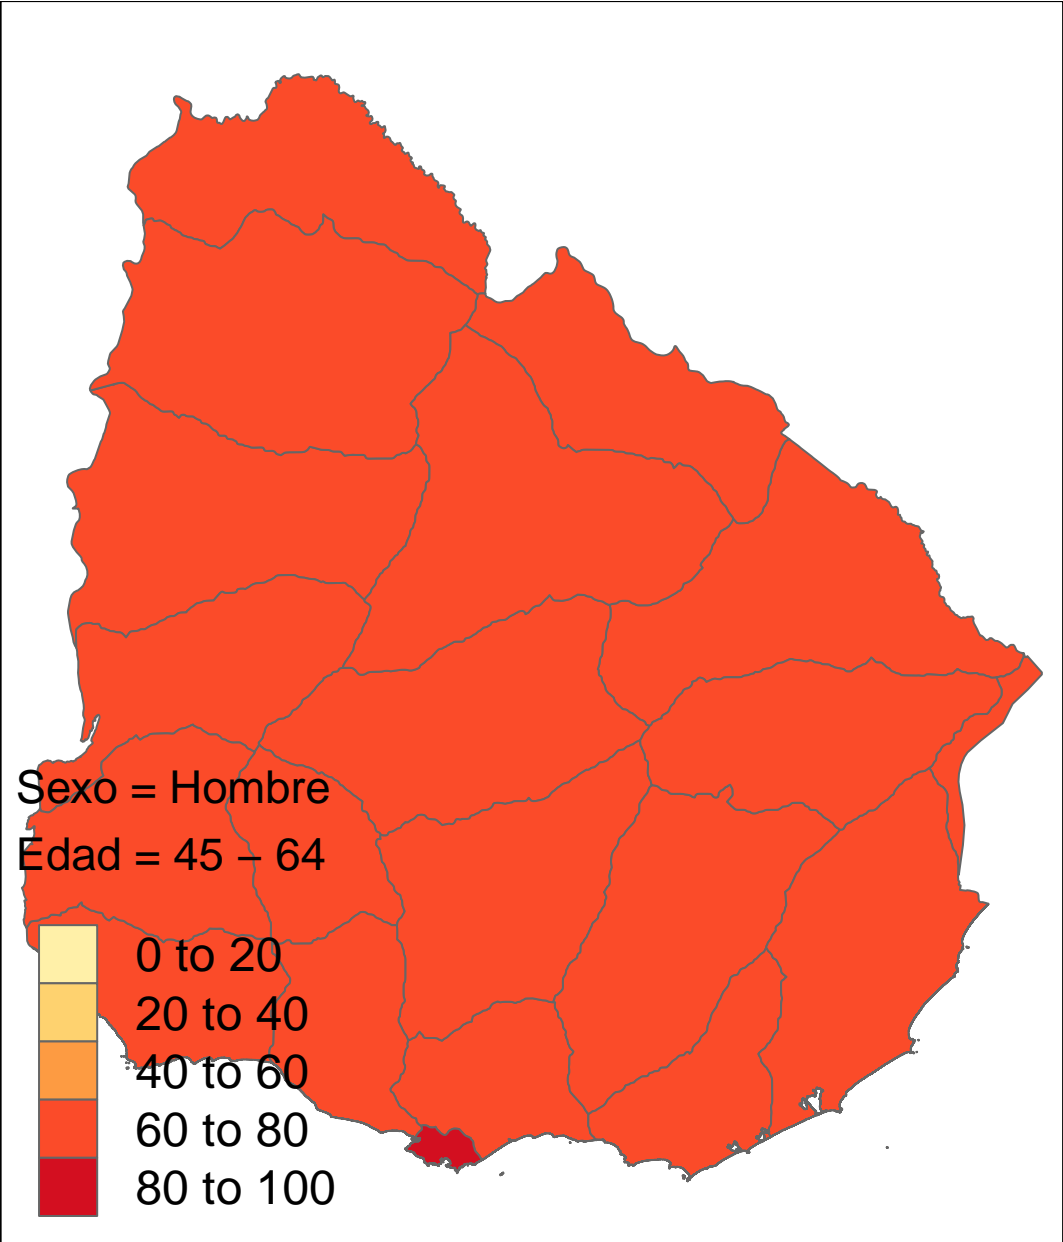 Sexo = Hombre
Edad = 45 – 64
0 to 20
20 to 40
40 to 60
60 to 80
80 to 100